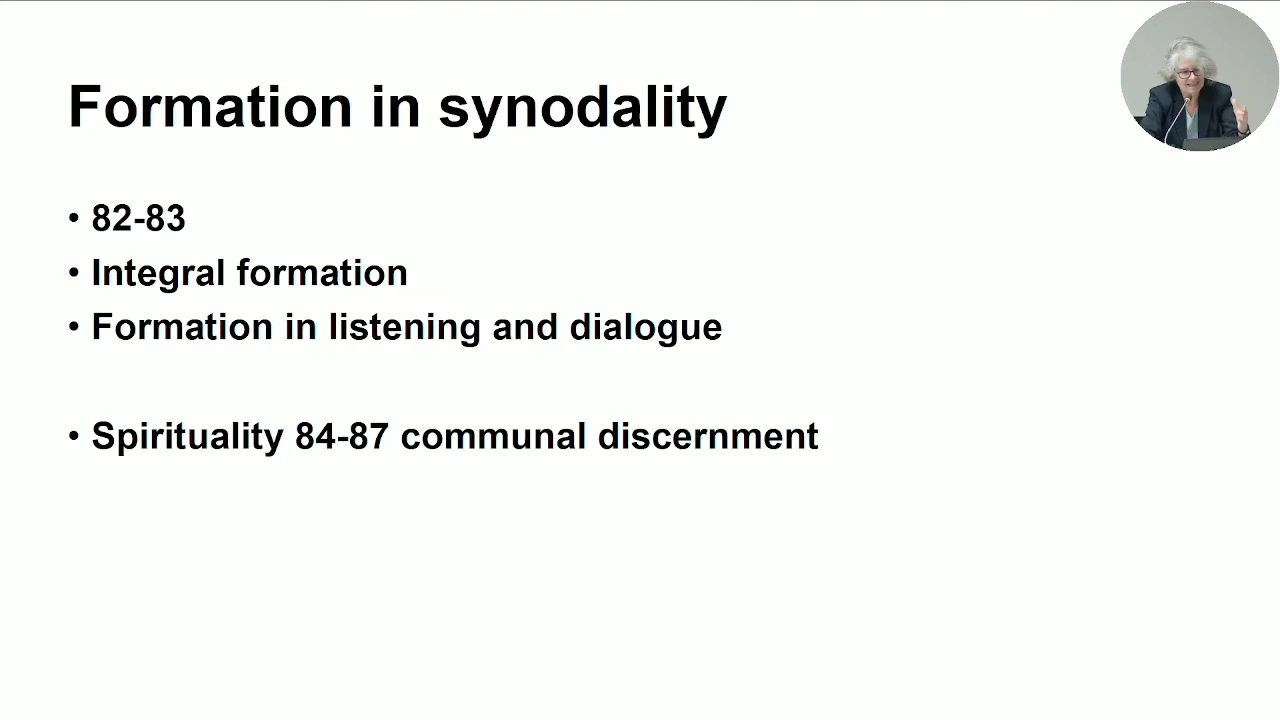 Formation in synodality
• 82-83
• Integral formation
• Formation in listening and dialogue
• Spirituality 84-87 communal discernment